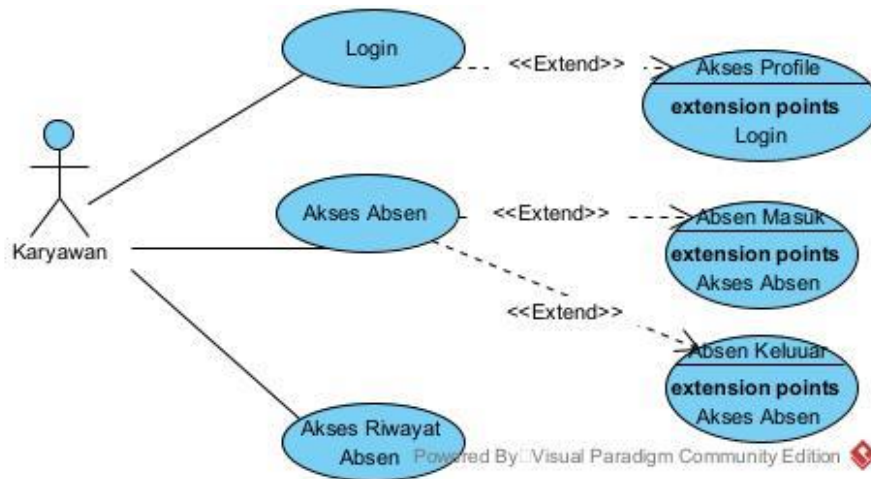 Login
<<Extend>>
Akses Profile
extension points
Login
Karyawan
Akses Absen
<<Extend>>
Absen Masuk
extension points
Akses Absen
<<Extend>>
Absen Keluuar
extension points
Akses Absen
Akses Riwayat
Absen
Powered By Visual Paradigm Community Edition